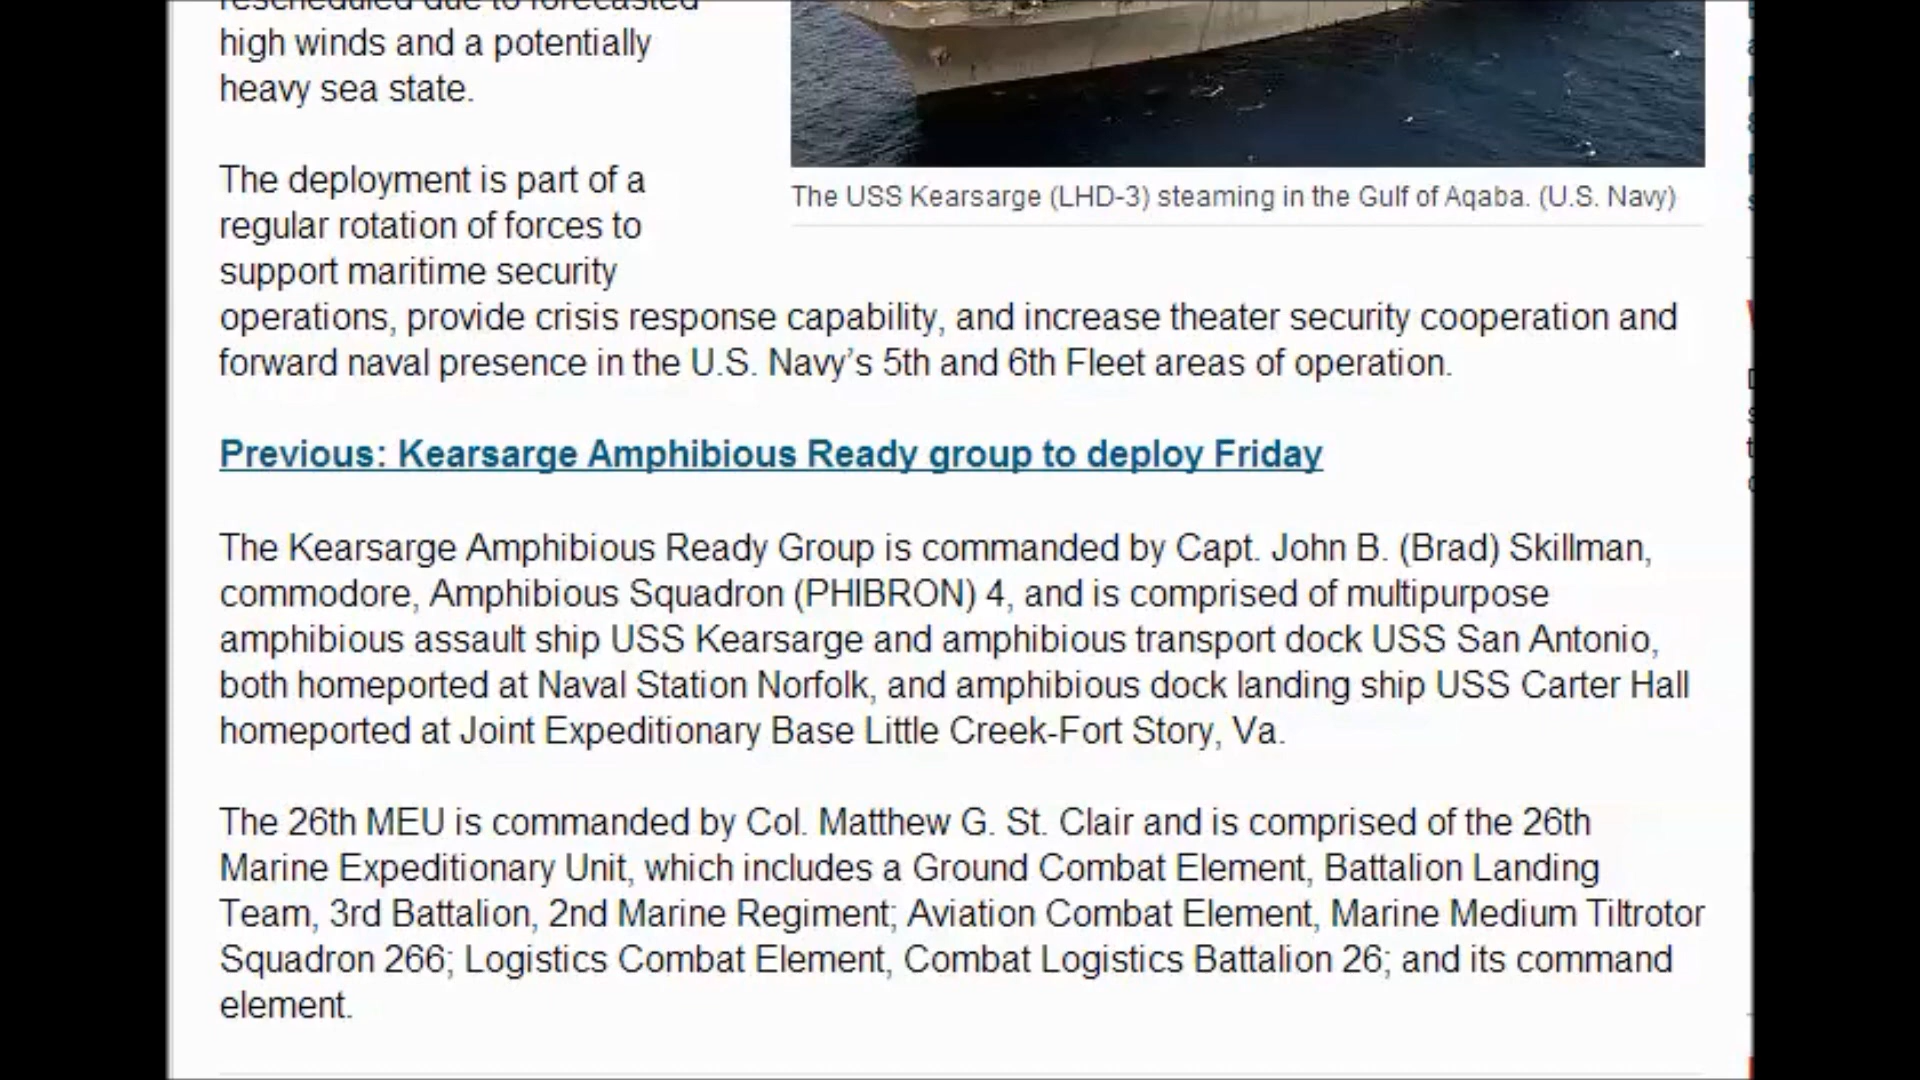 rescheduled due to forecasted
high winds and a potentially
heavy sea state.
The deployment is part of a
regular rotation of forces to
support maritime security
operations, provide crisis response capability, and increase theater security cooperation and
forward naval presence in the U.S. Navy’s 5th and 6th Fleet areas of operation.
The USS Kearsarge (LHD-3) steaming in the Gulf of Aqaba. (U.S. Navy)
Previous: Kearsarge Amphibious Ready group to deploy Friday
The Kearsarge Amphibious Ready Group is commanded by Capt. John B. (Brad) Skillman,
commodore, Amphibious Squadron (PHIBRON) 4, and is comprised of multipurpose
amphibious assault ship USS Kearsarge and amphibious transport dock USS San Antonio,
both homeported at Naval Station Norfolk, and amphibious dock landing ship USS Carter Hall
homeported at Joint Expeditionary Base Little Creek-Fort Story, Va.
The 26th MEU is commanded by Col. Matthew G. St. Clair and is comprised of the 26th
Marine Expeditionary Unit, which includes a Ground Combat Element, Battalion Landing
Team, 3rd Battalion, 2nd Marine Regiment; Aviation Combat Element, Marine Medium Tiltrotor
Squadron 266; Logistics Combat Element, Combat Logistics Battalion 26; and its command
element.